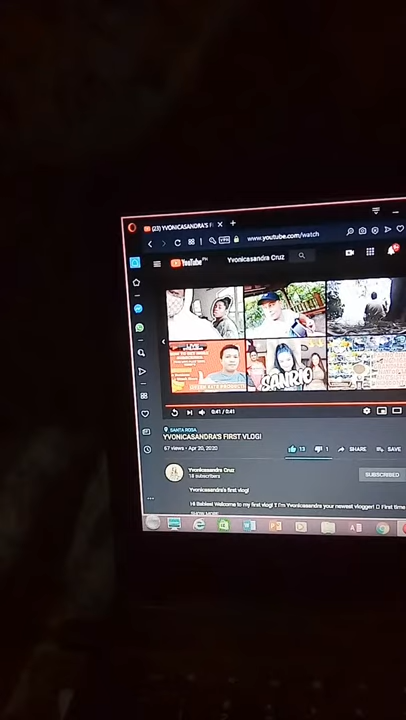 (23) YVONICASANDRA'S F
VPN www.youtube.com/watch
YouTube PH Yvonicasandra Cruz
SANRIO
0:41 / 0:41
SANTA ROSA
YVONICASANDRA'S FIRST VLOG!
67 views • Apr 20, 2020
13 1 SHARE SAVE
Yvonicasandra Cruz
18 subscribers
SUBSCRIBED
Yvonicasandra's first vlog!
Hi Babies! Welcome to my first vlog! I'm Yvonicasandra your newest vlogger! First time
SHOW MORE